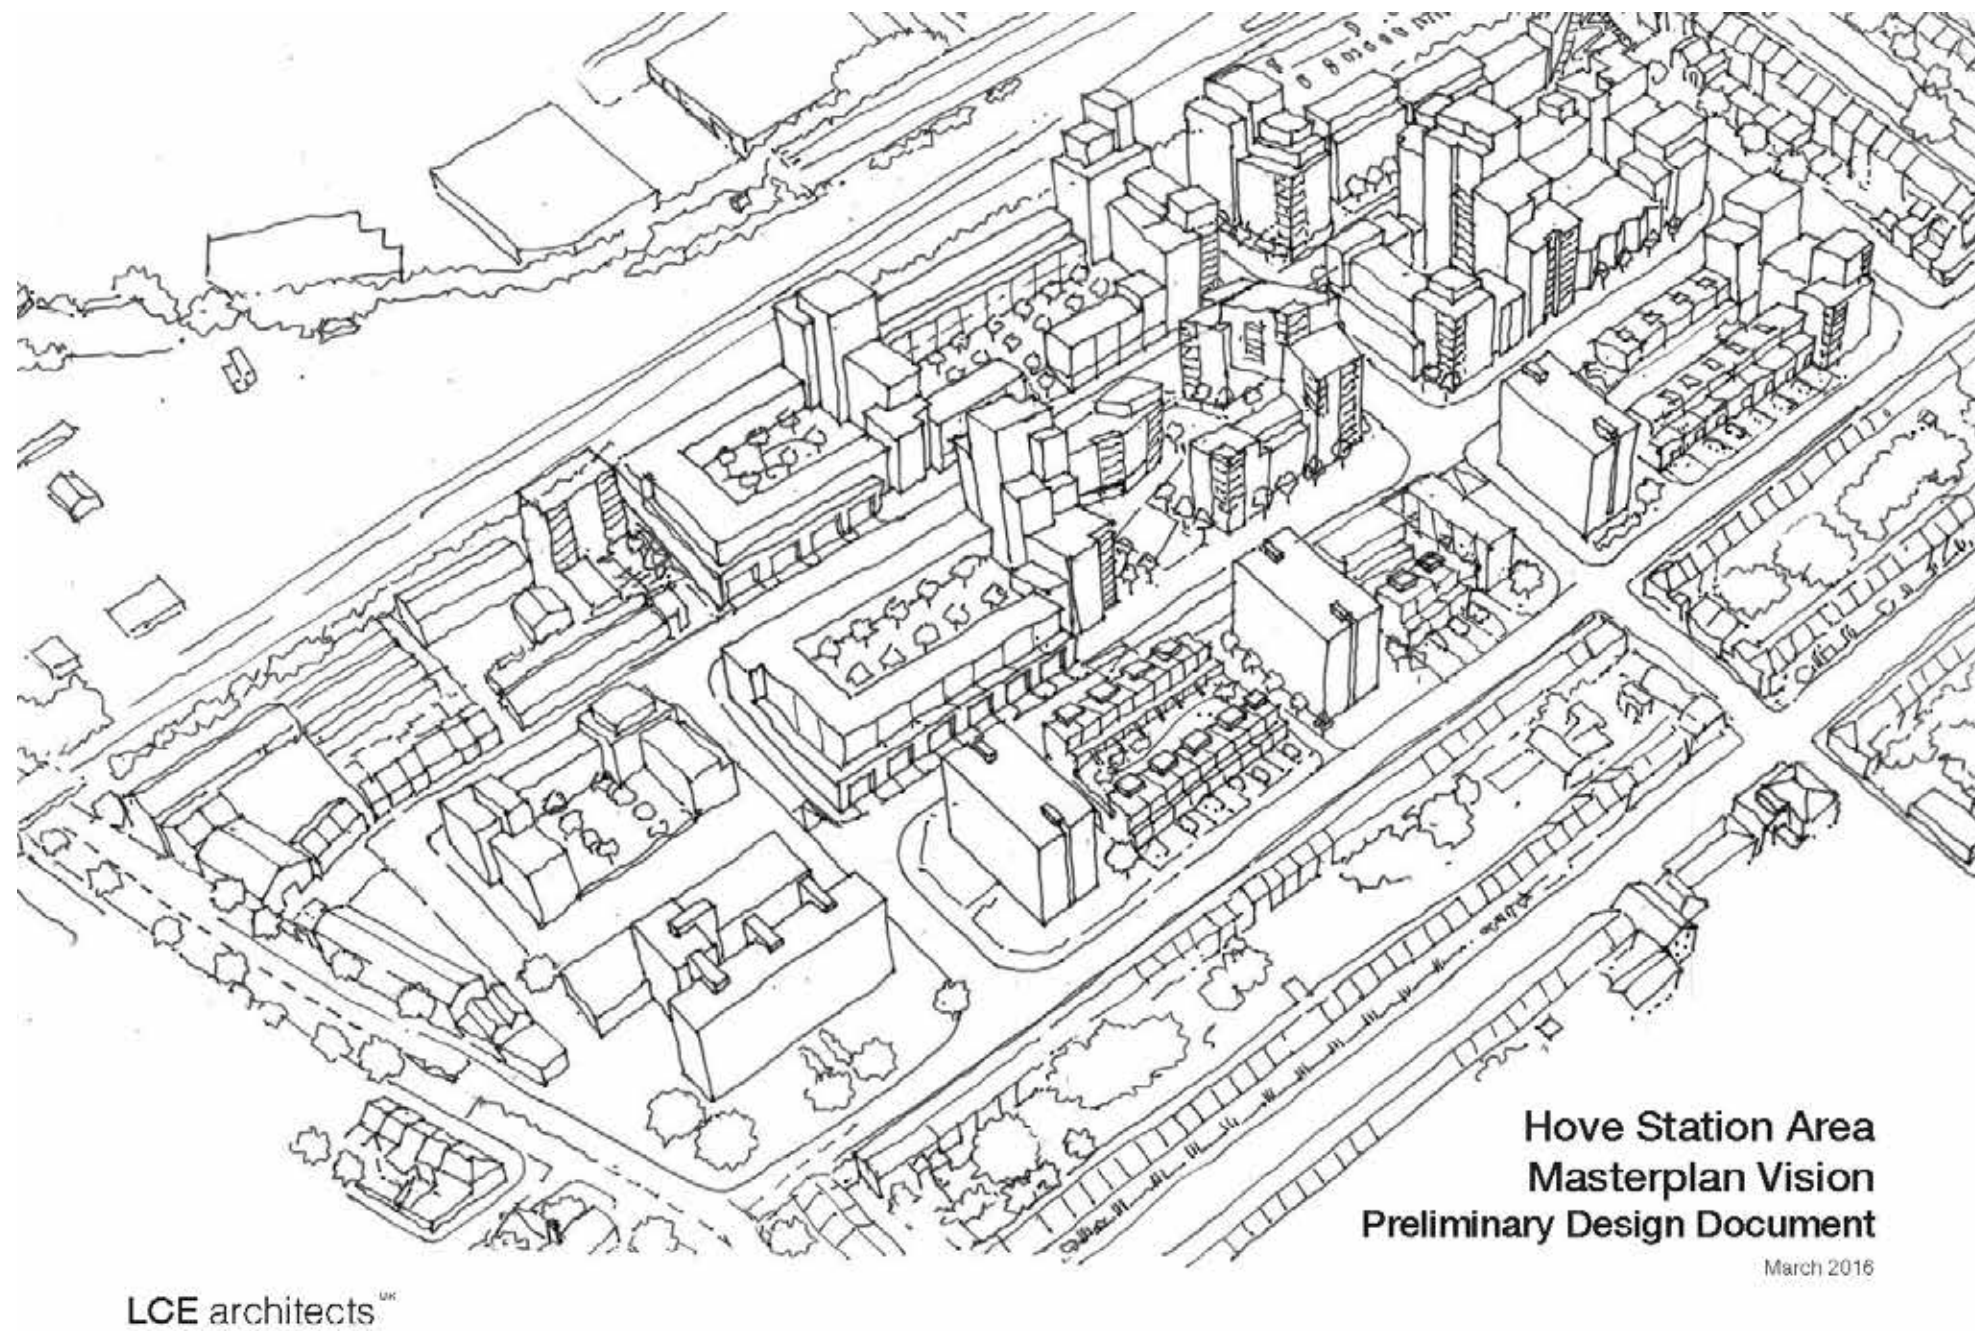 Hove Station Area
Masterplan Vision
Preliminary Design Document
March 2016
LCE architects UK